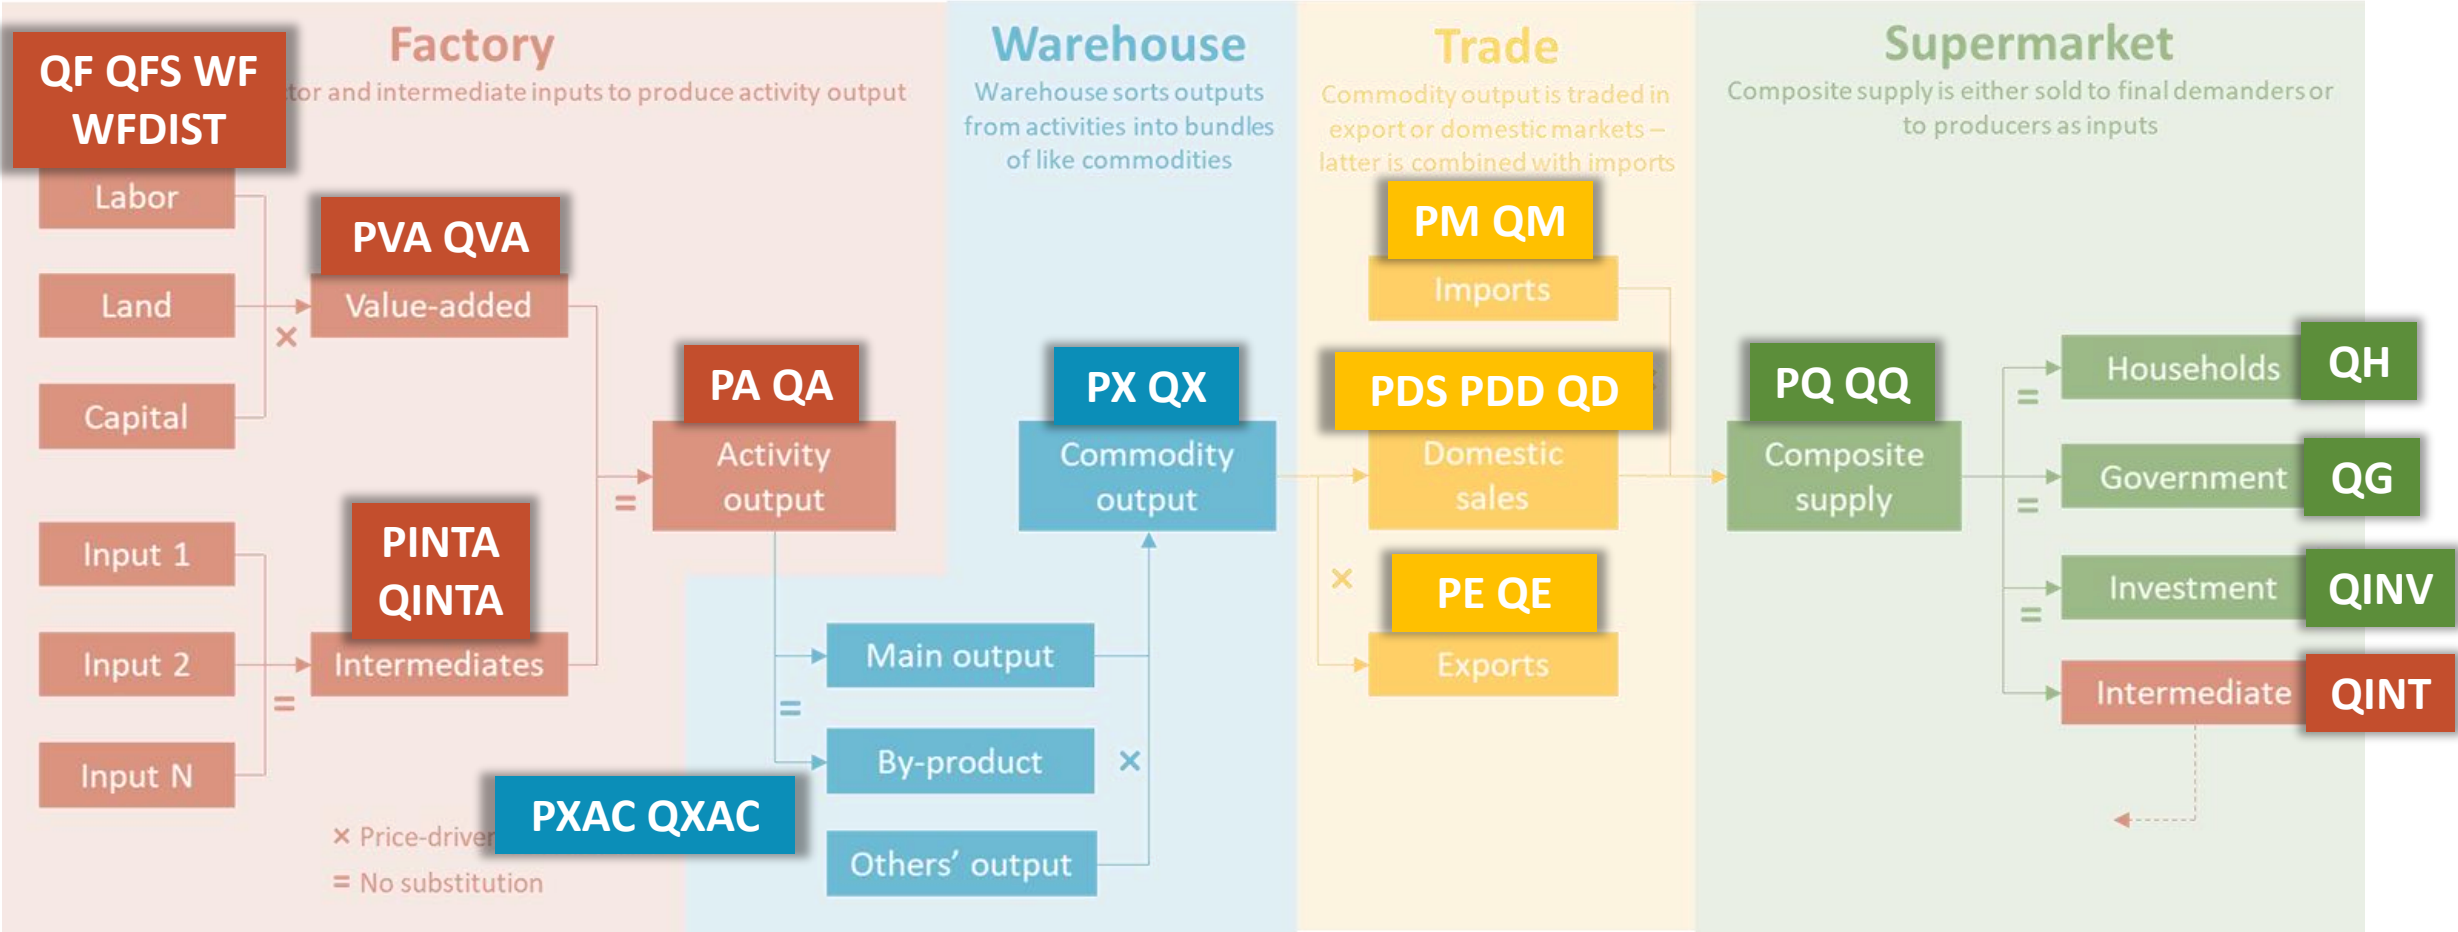 Factory
QF QFS WF
WFDIST
tor and intermediate inputs to produce activity output
Labor
Land
Capital
PVA QVA
Value-added
Input 1
Input 2
Input N
PINTA
QINTA
Intermediates
PA QA
Activity
output
× Price-driven
= No substitution
Warehouse
Warehouse sorts outputs
from activities into bundles
of like commodities
PX QX
Commodity
output
Main output
By-product
Others’ output
PXAC QXAC
Trade
Commodity output is traded in
export or domestic markets –
latter is combined with imports
PM QM
Imports
PDS PDD QD
Domestic
sales
PE QE
Exports
Supermarket
Composite supply is either sold to final demanders or
to producers as inputs
PQ QQ
Composite
supply
Households
QH
Government
QG
Investment
QINV
Intermediate
QINT